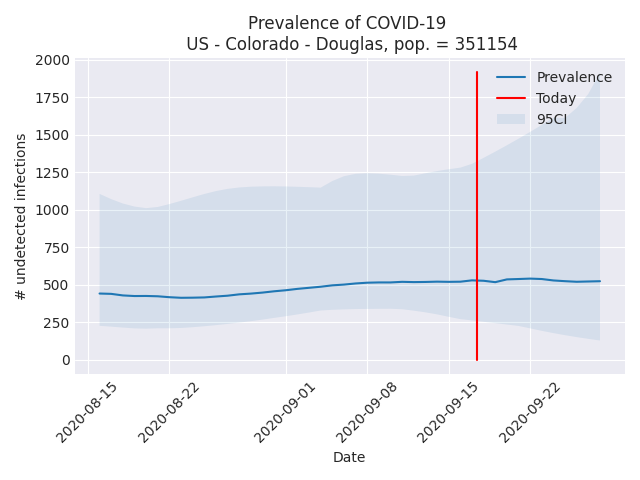 Prevalence of COVID-19
US - Colorado - Douglas, pop. = 351154
2000
1750
1500
1250
1000
750
500
250
0
# undetected infections
Prevalence
Today
95CI
2020-08-15
2020-08-22
2020-09-01
2020-09-08
2020-09-15
2020-09-22
Date